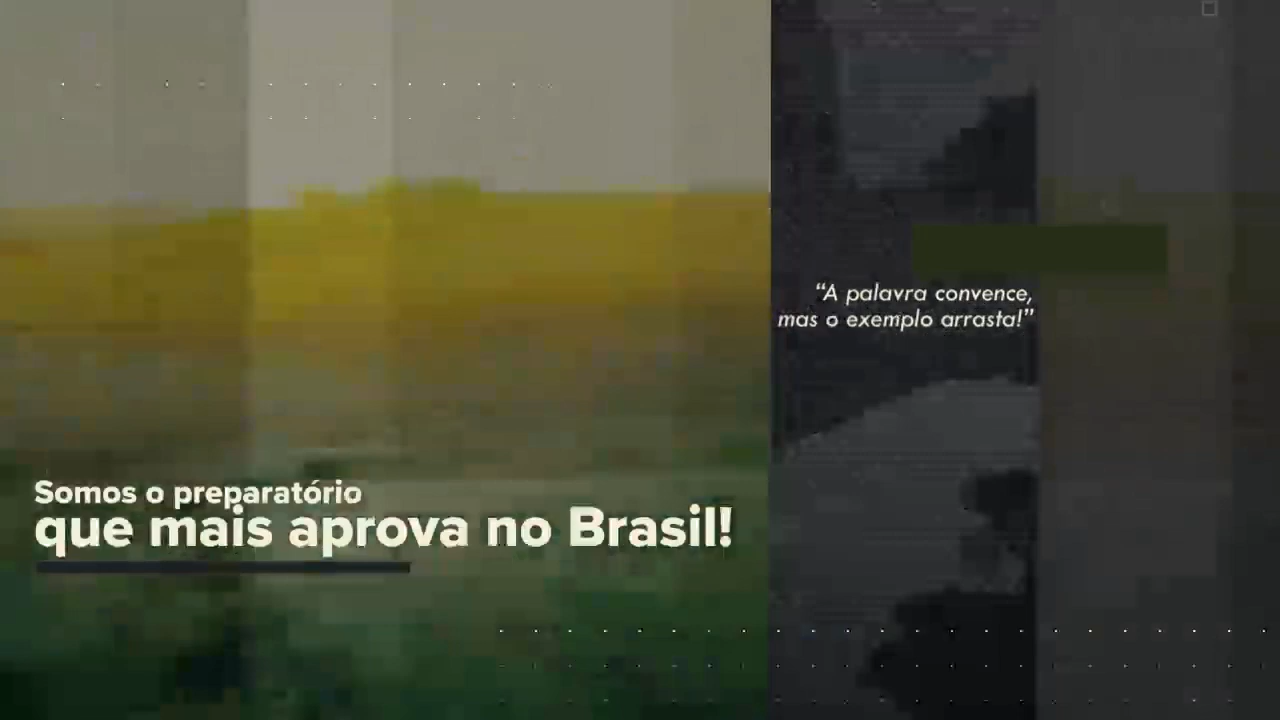 “A palavra convence,
mas o exemplo arrasta!”
Somos o preparatório
que mais aprova no Brasil!